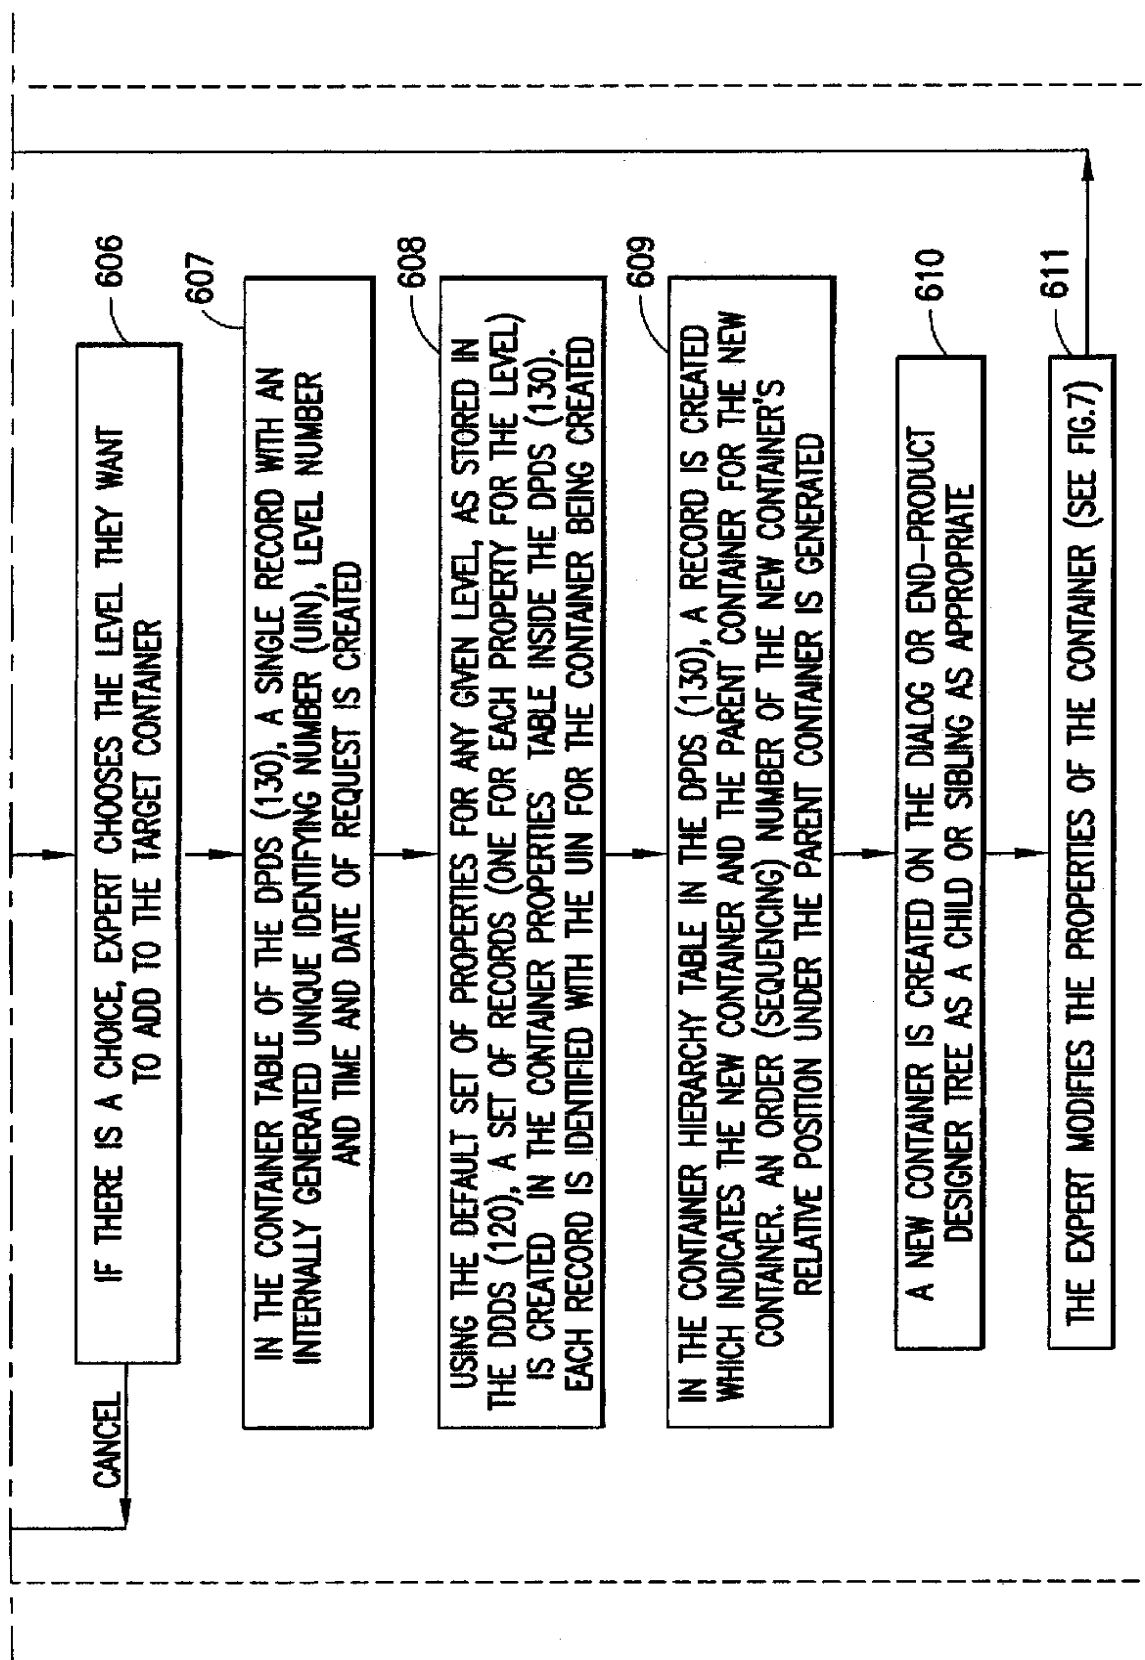 606
IF THERE IS A CHOICE, EXPERT CHOOSES THE LEVEL THEY WANT
TO ADD TO THE TARGET CONTAINER
CANCEL
607
IN THE CONTAINER TABLE OF THE DPDS (130), A SINGLE RECORD WITH AN
INTERNALLY GENERATED UNIQUE IDENTIFYING NUMBER (UIN), LEVEL NUMBER
AND TIME AND DATE OF REQUEST IS CREATED
608
USING THE DEFAULT SET OF PROPERTIES FOR ANY GIVEN LEVEL, AS STORED IN
THE DDDS (120), A SET OF RECORDS (ONE FOR EACH PROPERTY FOR THE LEVEL)
IS CREATED IN THE CONTAINER PROPERTIES TABLE INSIDE THE DPDS (130).
EACH RECORD IS IDENTIFIED WITH THE UIN FOR THE CONTAINER BEING CREATED
609
IN THE CONTAINER HIERARCHY TABLE IN THE DPDS (130), A RECORD IS CREATED
WHICH INDICATES THE NEW CONTAINER AND THE PARENT CONTAINER FOR THE NEW
CONTAINER. AN ORDER (SEQUENCING) NUMBER OF THE NEW CONTAINER'S
RELATIVE POSITION UNDER THE PARENT CONTAINER IS GENERATED
610
A NEW CONTAINER IS CREATED ON THE DIALOG OR END-PRODUCT
DESIGNER TREE AS A CHILD OR SIBLING AS APPROPRIATE
611
THE EXPERT MODIFIES THE PROPERTIES OF THE CONTAINER (SEE FIG.7)